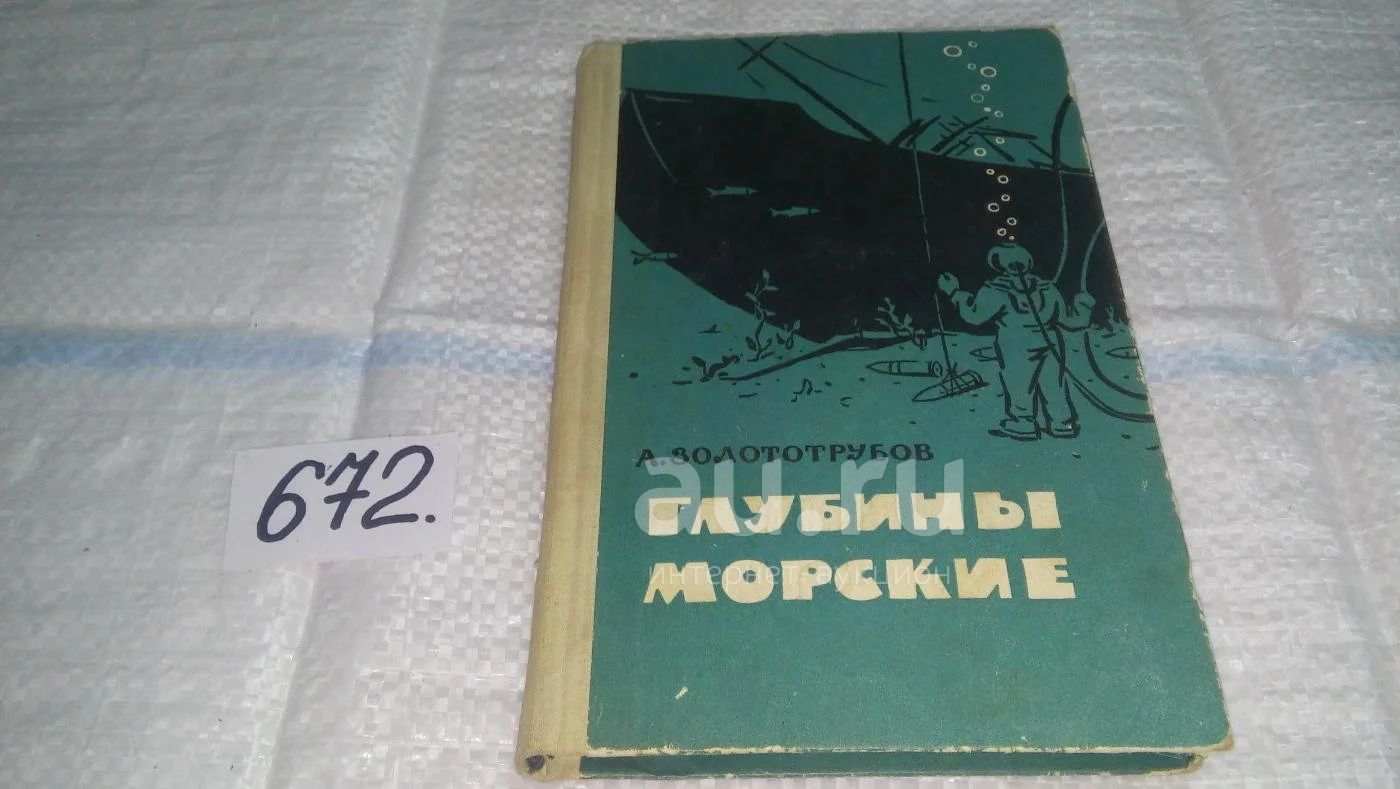 672.
А. ЗОЛОТОТРУБОВ
au.ru
ГЛУБИНЫ
интернет-аукцион
МОРСКИЕ